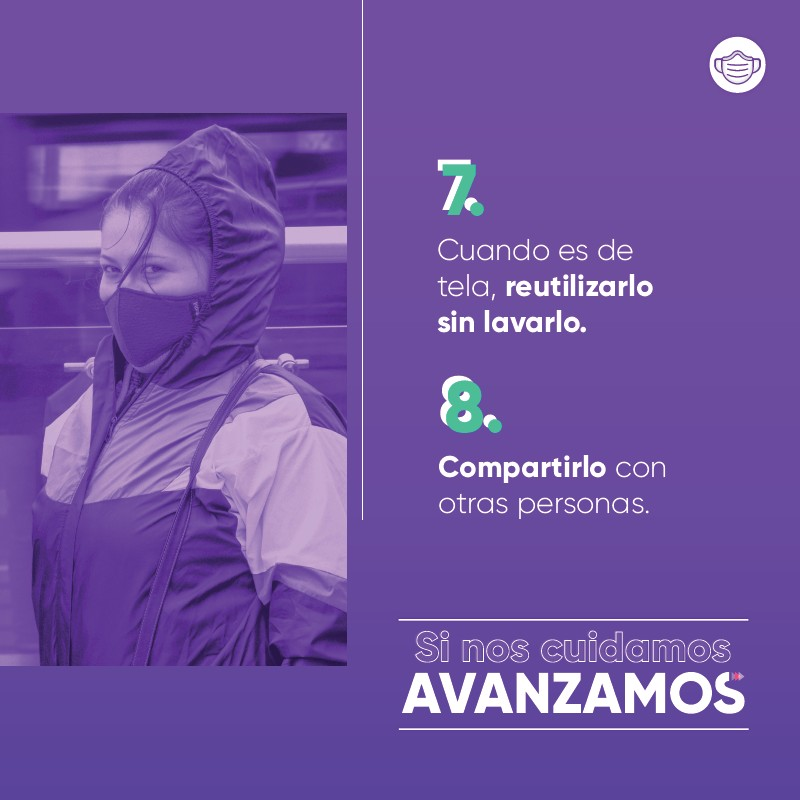 7.
Cuando es de
tela, reutilizarlo
sin lavarlo.
8.
Compartirlo con
otras personas.
Si nos cuidamos
AVANZAMOS